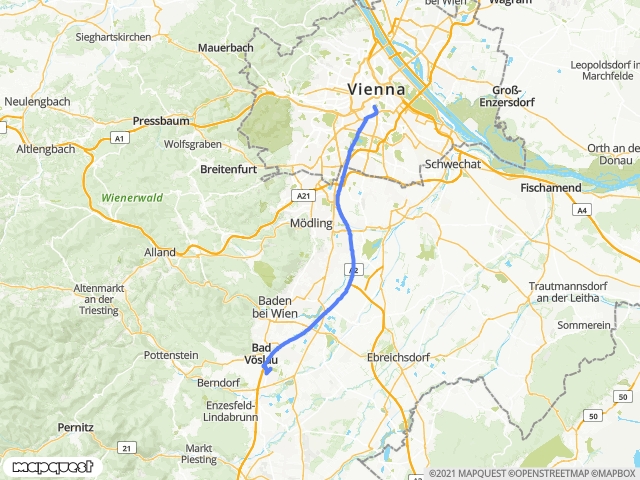 Wagram
bei Wien
Sieghartskirchen
Mauerbach
Leopoldsdorf im
Marchfelde
Vienna
Neulengbach
Groß-
Enzersdorf
Pressbaum
A1
Altlengbach
Wolfsgraben
Orth an der
Donau
Breitenfurt
Schwechat
Fischamend
Wienerwald
A21
A4
Mödling
Alland
A2
Altenmarkt
an der
Triesting
Trautmannsdorf
an der Leitha
Baden
bei Wien
Sommerein
Bad
Vöslau
Pottenstein
Ebreichsdorf
Berndorf
50
Enzesfeld-
Lindabrunn
50
Pernitz
21
Markt
Piesting
mapquest
A3
©2021 MAPQUEST ©OPENSTREETMAP ©MAPBOX